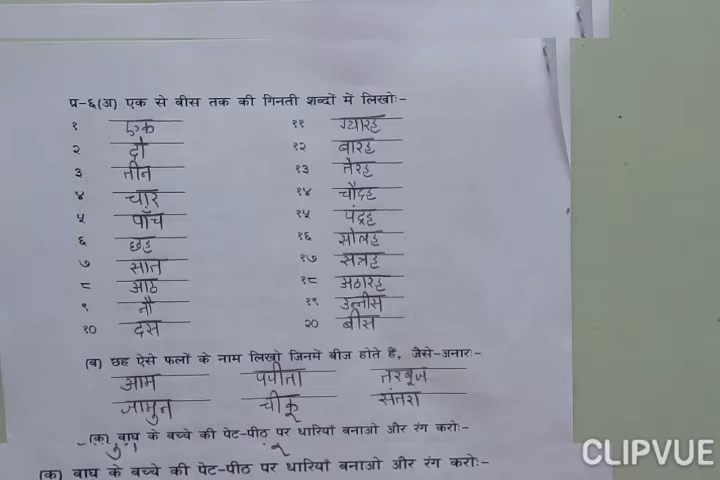 प्र-६(अ) एक से बीस तक की गिनती शब्दों में लिखोः-
१ एक ११ ग्यारह
२ दो १२ बारह
३ तीन १३ तेरह
४ चार १४ चौदह
५ पाँच १५ पंद्रह
६ छह १६ सोलह
७ सात १७ सत्रह
८ आठ १८ अठारह
९ नौ १९ उन्नीस
१० दस २० बीस
(ब) छह ऐसे फलों के नाम लिखो जिनमें बीज होते हैं, जैसे-अनारः-
आम पपीता तरबूज
जामुन चीकू संतरा
(क) बाघ के बच्चे की पेट-पीठ पर धारियाँ बनाओ और रंग करोः-
(क) बाघ के बच्चे की पेट-पीठ पर धारियाँ बनाओ और रंग करोः-
CLIPVUE